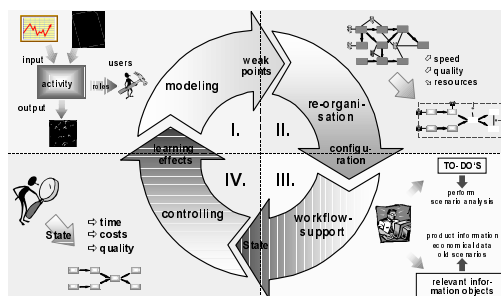 input
users
activity
roles
output
modeling
weak
points
I.
II.
re-organi-
sation
speed
quality
resources
learning
effects
configu-
ration
IV.
III.
controlling
State
workflow-
support
State
time
costs
quality
TO-DO'S
perform
scenario analysis
product information
economical data
old scenarios
relevant infor-
mation objects